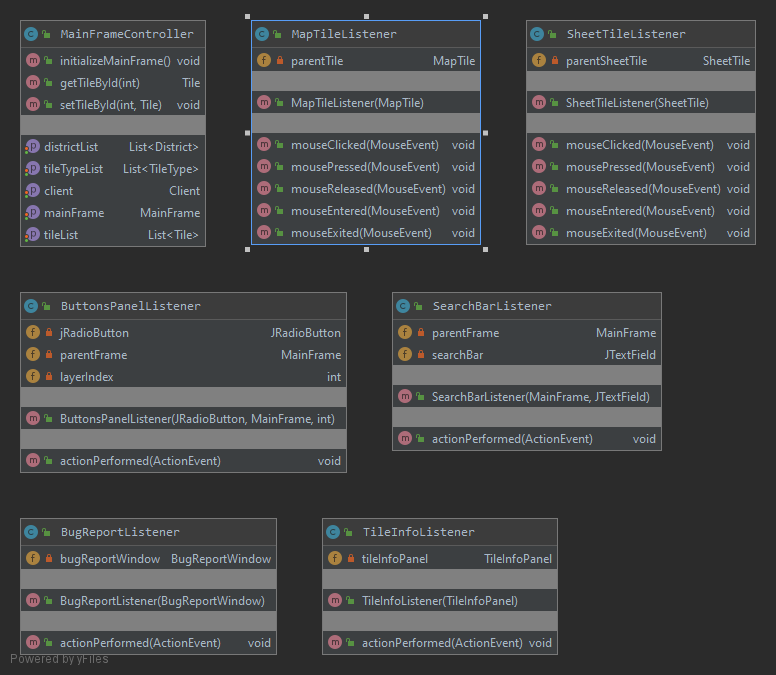 MainFrameController
initializeMainFrame() void
getTileById(int) Tile
setTileById(int, Tile) void
districtList List<District>
tileTypeList List<TileType>
client Client
mainFrame MainFrame
tileList List<Tile>
MapTileListener
parentTile MapTile
MapTileListener(MapTile)
mouseClicked(MouseEvent) void
mousePressed(MouseEvent) void
mouseReleased(MouseEvent) void
mouseEntered(MouseEvent) void
mouseExited(MouseEvent) void
SheetTileListener
parentSheetTile SheetTile
SheetTileListener(SheetTile)
mouseClicked(MouseEvent) void
mousePressed(MouseEvent) void
mouseReleased(MouseEvent) void
mouseEntered(MouseEvent) void
mouseExited(MouseEvent) void
ButtonsPanelListener
jRadioButton JRadioButton
parentFrame MainFrame
layerIndex int
ButtonsPanelListener(JRadioButton, MainFrame, int)
actionPerformed(ActionEvent) void
SearchBarListener
parentFrame MainFrame
searchBar JTextField
SearchBarListener(MainFrame, JTextField)
actionPerformed(ActionEvent) void
BugReportListener
bugReportWindow BugReportWindow
BugReportListener(BugReportWindow)
actionPerformed(ActionEvent) void
TileInfoListener
tileInfoPanel TileInfoPanel
TileInfoListener(TileInfoPanel)
actionPerformed(ActionEvent) void
Powered by yFiles